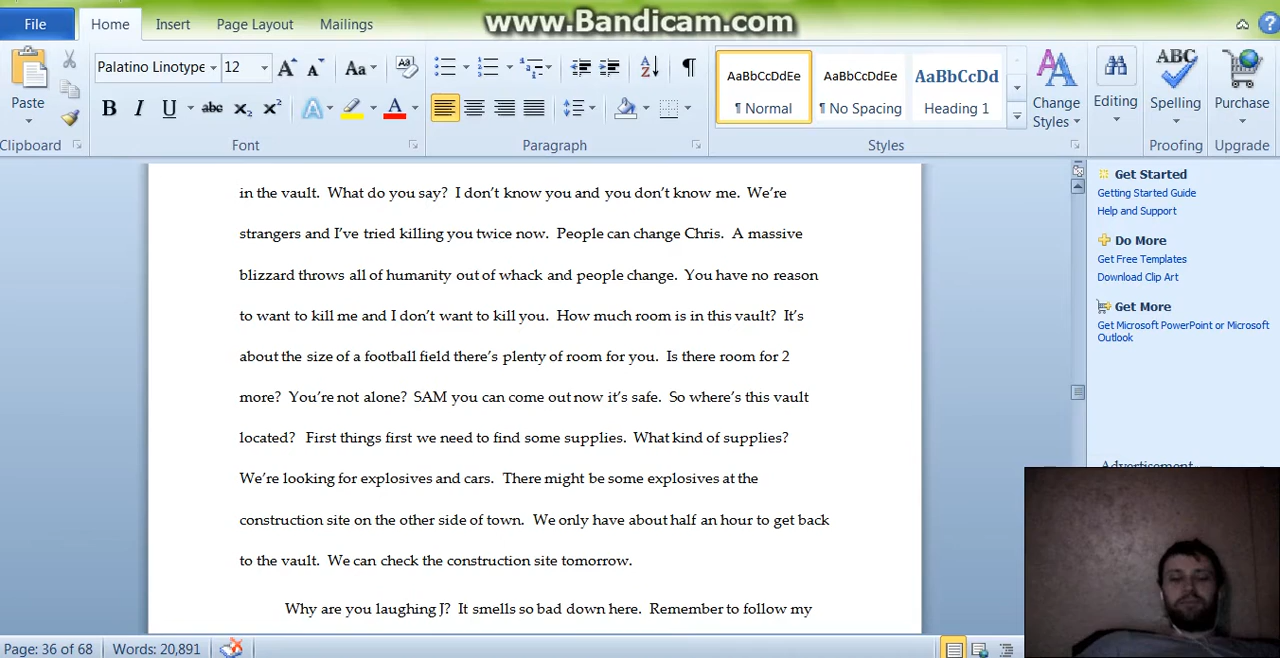 www.Bandicam.com
File Home Insert Page Layout Mailings
Palatino Linotype 12 Aa AaBbCcDdEe AaBbCcDdEe AaBbCcDd ABC
Paste B I U abc X₂ X² A A ¶ Normal ¶ No Spacing Heading 1 Change Styles Editing Spelling Purchase
Clipboard Font Paragraph Styles Proofing Upgrade
in the vault.  What do you say?  I don't know you and you don't know me.  We're
strangers and I've tried killing you twice now.  People can change Chris.  A massive
blizzard throws all of humanity out of whack and people change.  You have no reason
to want to kill me and I don't want to kill you.  How much room is in this vault?  It's
about the size of a football field there's plenty of room for you.  Is there room for 2
more?  You're not alone?  SAM you can come out now it's safe.  So where's this vault
located?  First things first we need to find some supplies.  What kind of supplies?
We're looking for explosives and cars.  There might be some explosives at the
construction site on the other side of town.  We only have about half an hour to get back
to the vault.  We can check the construction site tomorrow.
Why are you laughing J?  It smells so bad down here.  Remember to follow my
Get Started
Getting Started Guide
Help and Support
Do More
Get Free Templates
Download Clip Art
Get More
Get Microsoft PowerPoint or Microsoft
Outlook
Advertisement
Page: 36 of 68 Words: 20,891